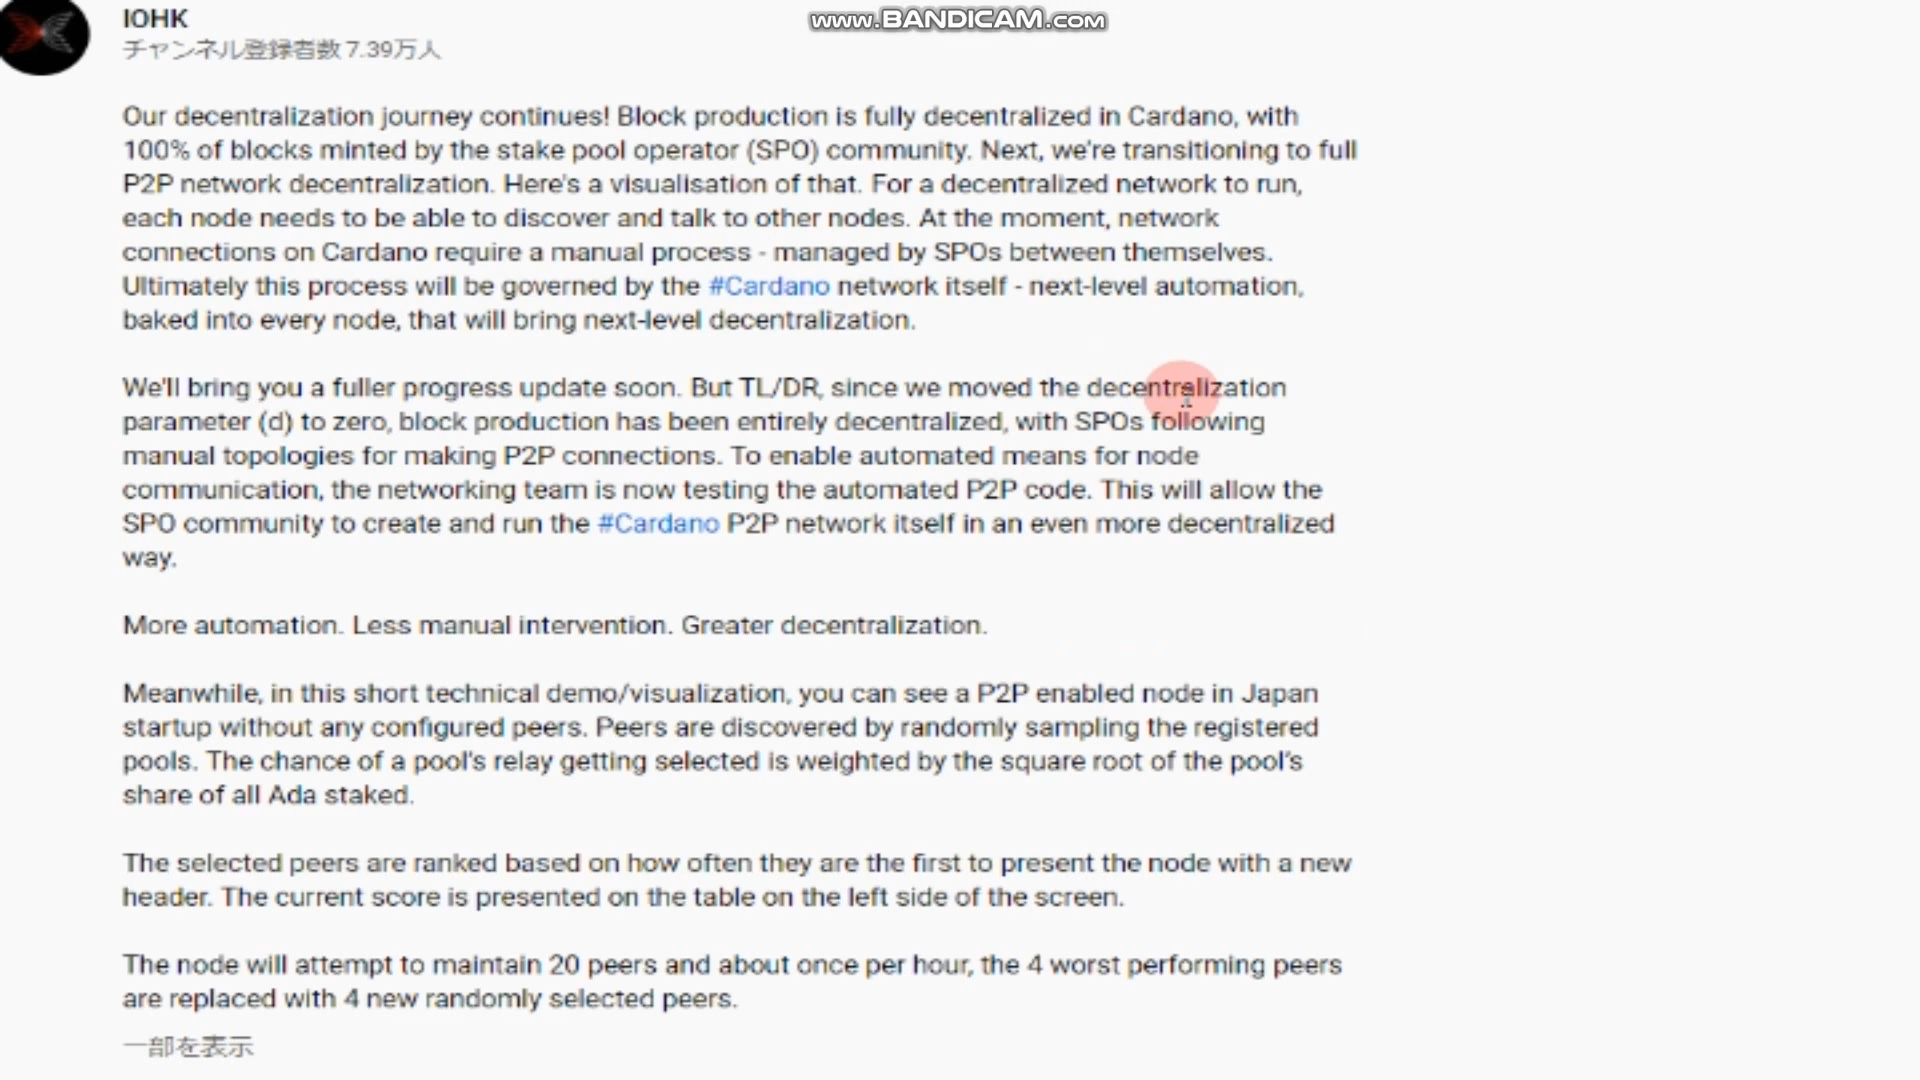 www.BANDICAM.com
IOHK
チャンネル登録者数 7.39万人
Our decentralization journey continues! Block production is fully decentralized in Cardano, with
100% of blocks minted by the stake pool operator (SPO) community. Next, we're transitioning to full
P2P network decentralization. Here's a visualisation of that. For a decentralized network to run,
each node needs to be able to discover and talk to other nodes. At the moment, network
connections on Cardano require a manual process - managed by SPOs between themselves.
Ultimately this process will be governed by the #Cardano network itself - next-level automation,
baked into every node, that will bring next-level decentralization.
We'll bring you a fuller progress update soon. But TL/DR, since we moved the decentralization
parameter (d) to zero, block production has been entirely decentralized, with SPOs following
manual topologies for making P2P connections. To enable automated means for node
communication, the networking team is now testing the automated P2P code. This will allow the
SPO community to create and run the #Cardano P2P network itself in an even more decentralized
way.
More automation. Less manual intervention. Greater decentralization.
Meanwhile, in this short technical demo/visualization, you can see a P2P enabled node in Japan
startup without any configured peers. Peers are discovered by randomly sampling the registered
pools. The chance of a pool's relay getting selected is weighted by the square root of the pool's
share of all Ada staked.
The selected peers are ranked based on how often they are the first to present the node with a new
header. The current score is presented on the table on the left side of the screen.
The node will attempt to maintain 20 peers and about once per hour, the 4 worst performing peers
are replaced with 4 new randomly selected peers.
一部を表示